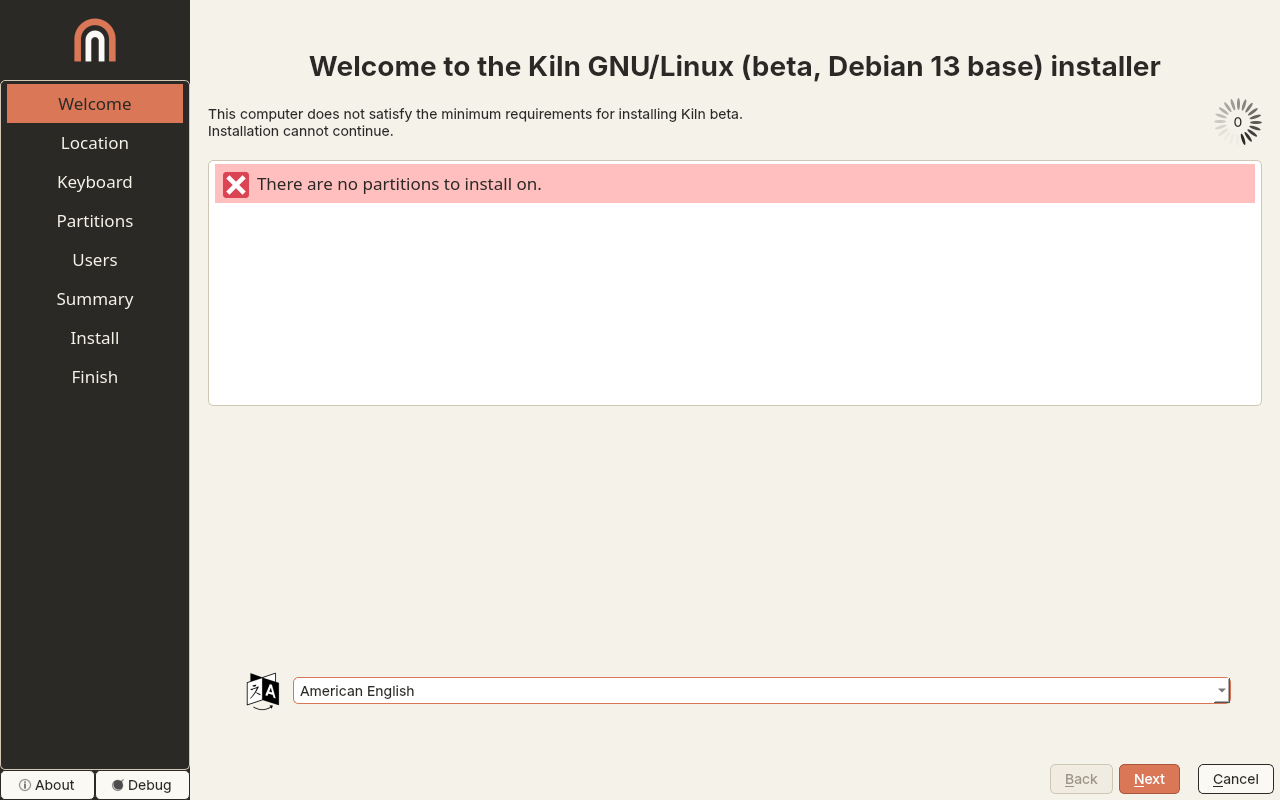 Welcome to the Kiln GNU/Linux (beta, Debian 13 base) installer
Welcome
Location
Keyboard
Partitions
Users
Summary
Install
Finish
This computer does not satisfy the minimum requirements for installing Kiln beta.
Installation cannot continue.
0
There are no partitions to install on.
American English
About
Debug
Back
Next
Cancel